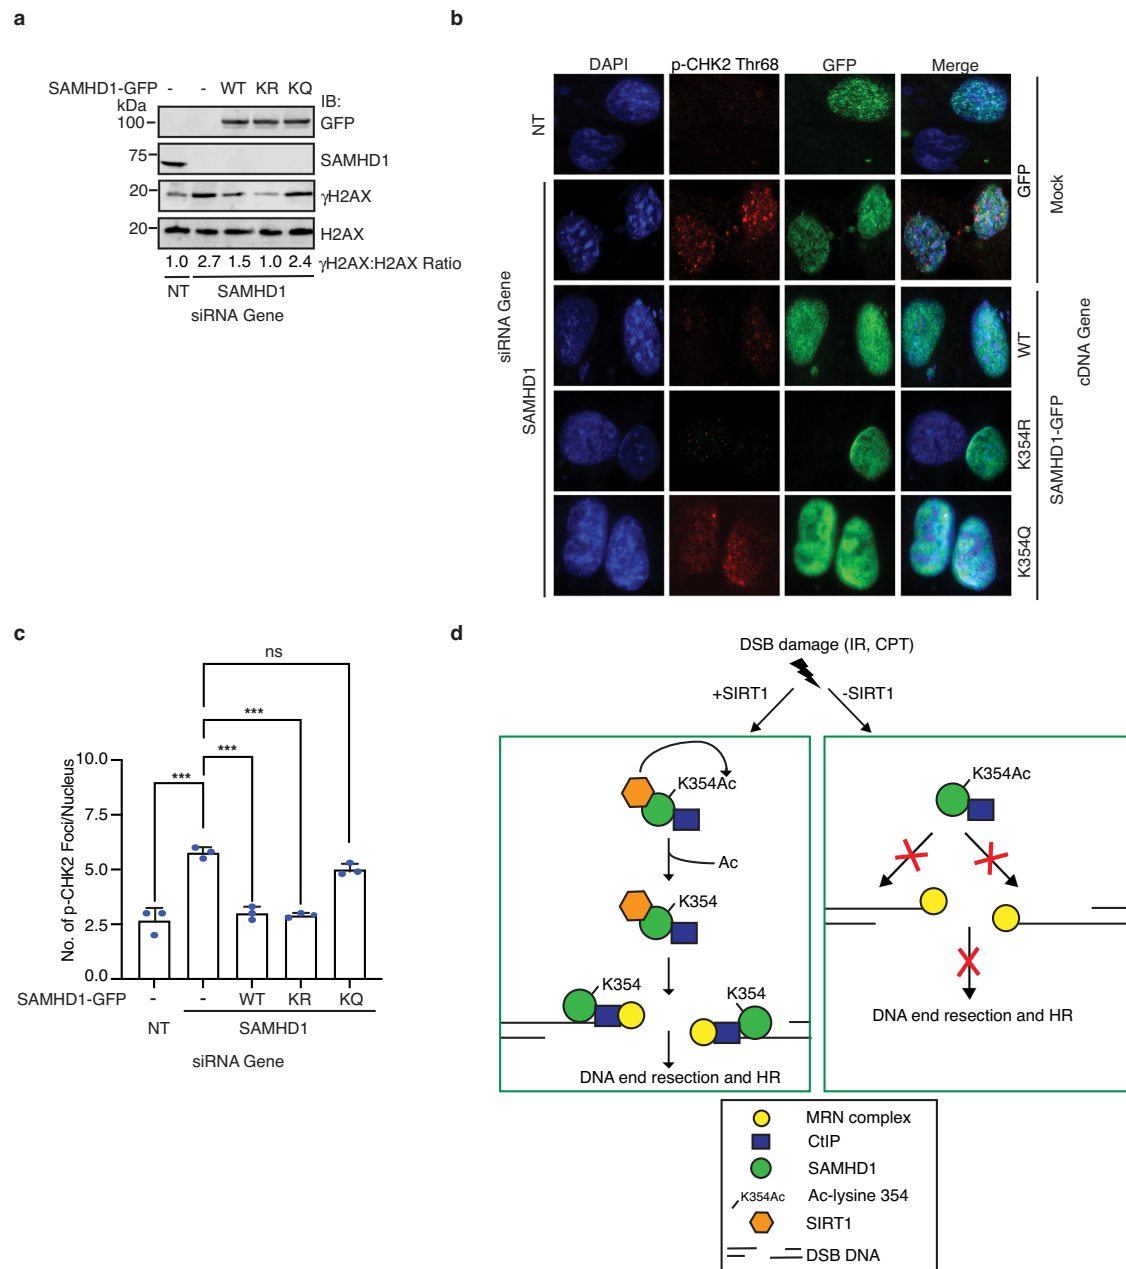 a
SAMHD1-GFP - - WT KR KQ
kDa
IB:
100 GFP
75 SAMHD1
20 γH2AX
20 H2AX
1.0 2.7 1.5 1.0 2.4 γH2AX:H2AX Ratio
NT SAMHD1
siRNA Gene
b
DAPI p-CHK2 Thr68 GFP Merge
NT
SAMHD1
siRNA Gene
GFP
Mock
WT
K354R
K354Q
SAMHD1-GFP
cDNA Gene
c
ns
***
***
***
No. of p-CHK2 Foci/Nucleus
10.0
7.5
5.0
2.5
0.0
SAMHD1-GFP - - WT KR KQ
NT SAMHD1
siRNA Gene
d
DSB damage (IR, CPT)
+SIRT1 -SIRT1
K354Ac
Ac
K354
K354 K354
DNA end resection and HR
K354Ac
DNA end resection and HR
MRN complex
CtIP
SAMHD1
K354Ac Ac-lysine 354
SIRT1
DSB DNA